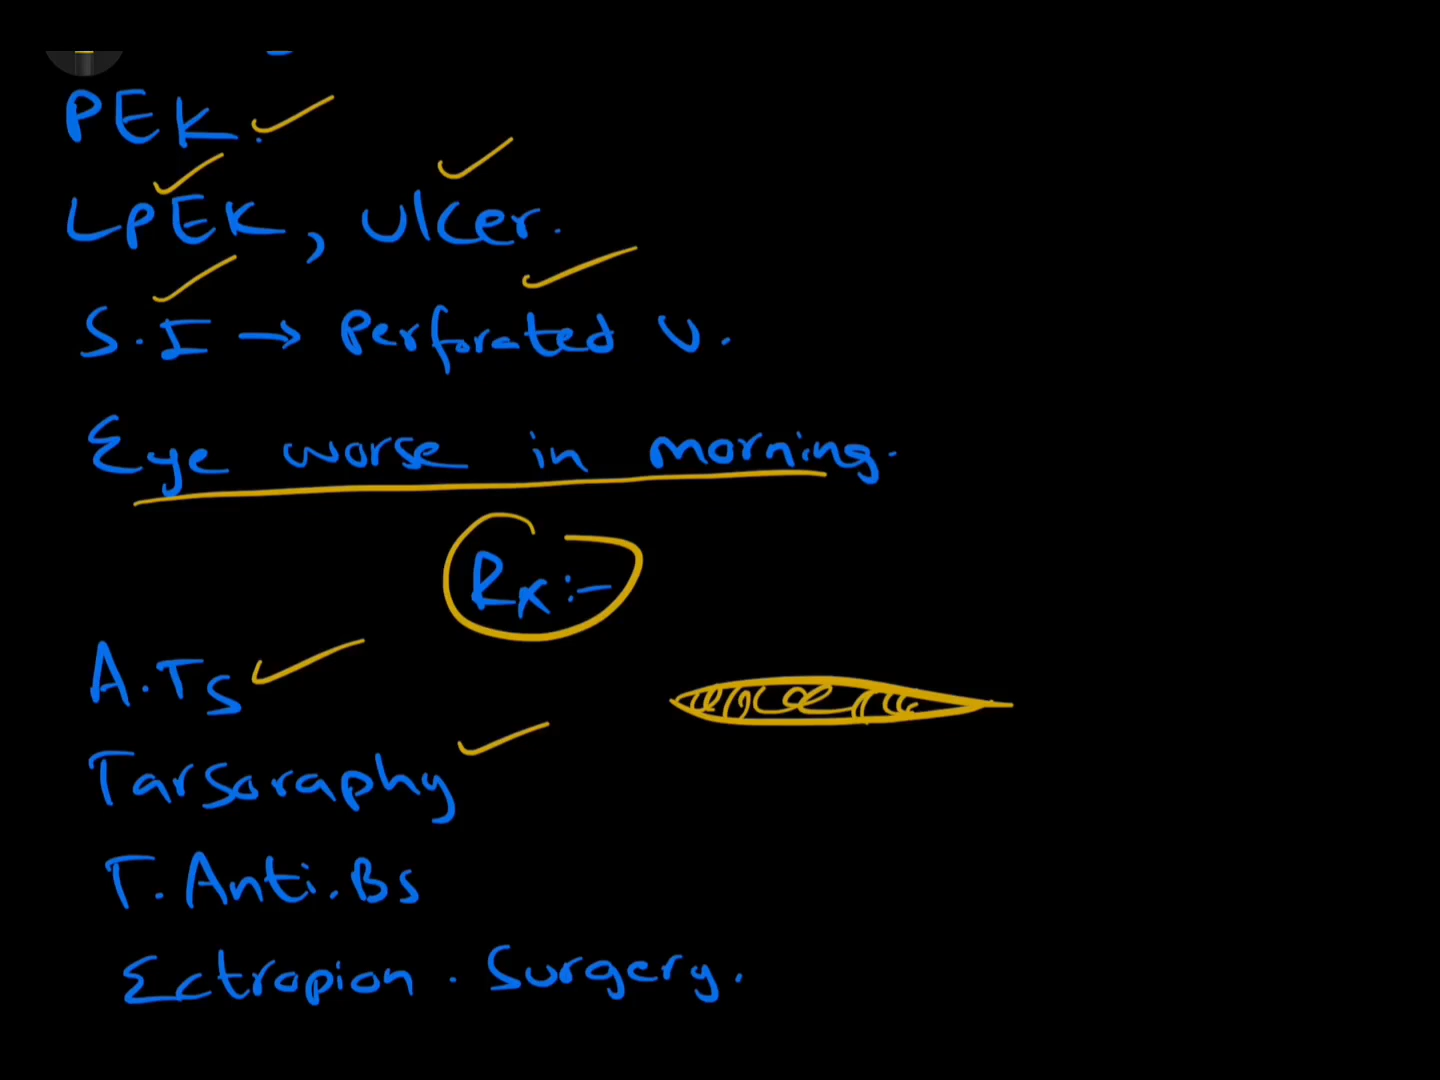 PEK.
LPEK, Ulcer.
S.I → Perforated U.
Eye worse in morning.
Rx:-
A.Ts
Tarsoraphy
T. Anti.Bs
Ectropion. Surgery.